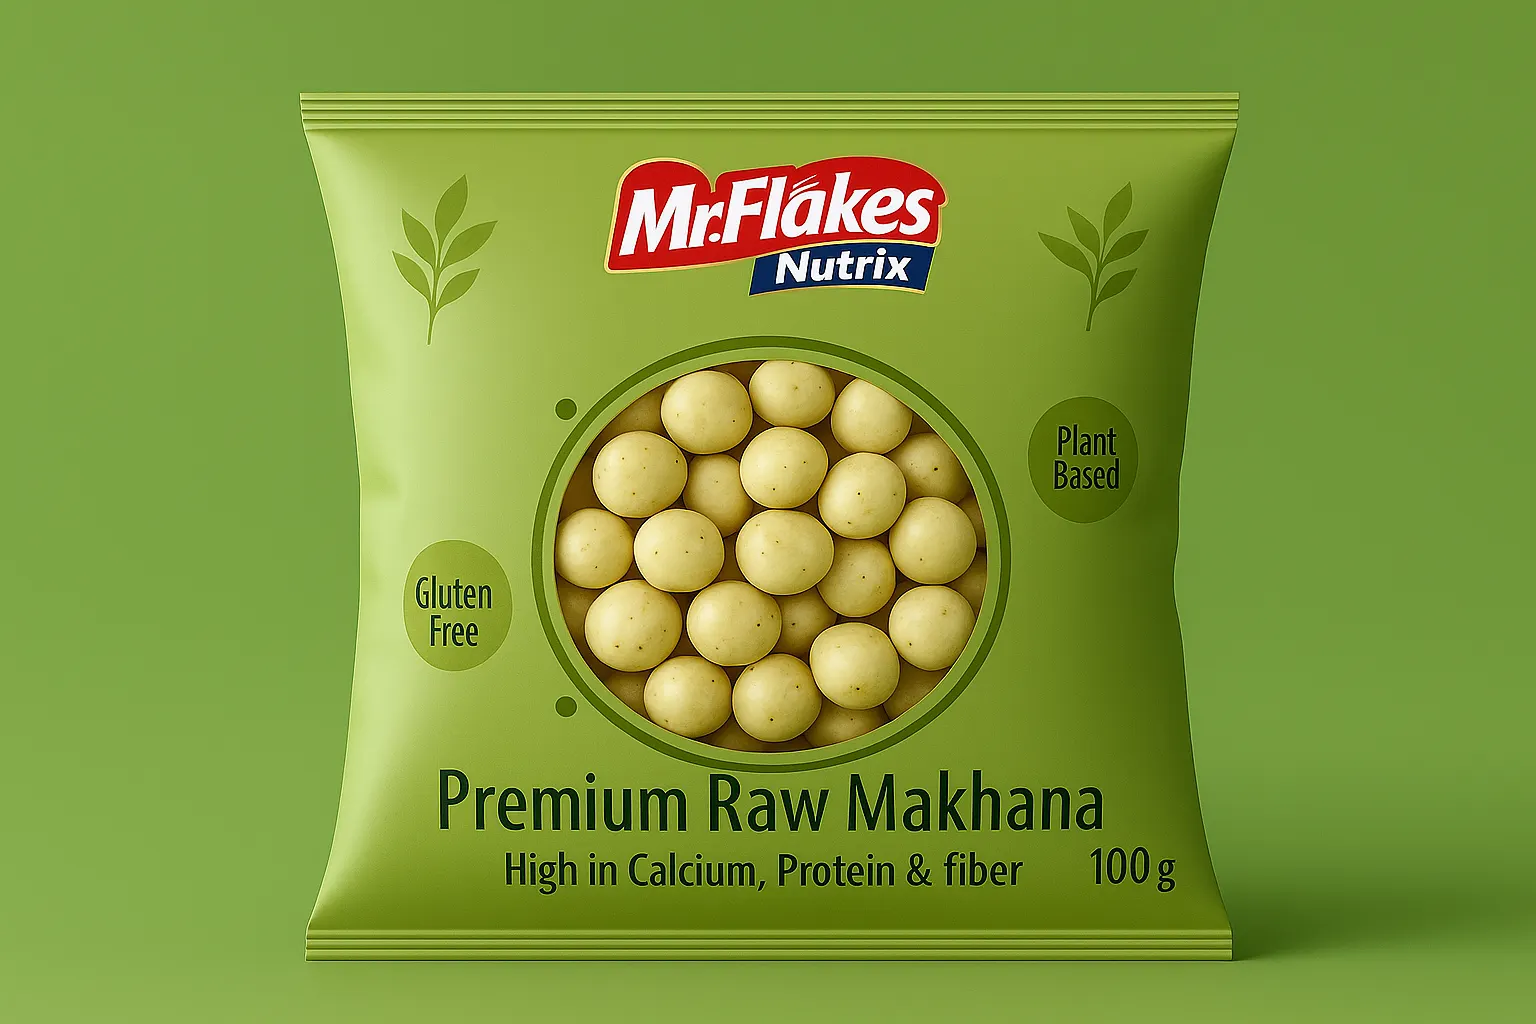 Mr.Flakes
Nutrix
Plant
Based
Gluten
Free
Premium Raw Makhana
High in Calcium, Protein & fiber
100 g